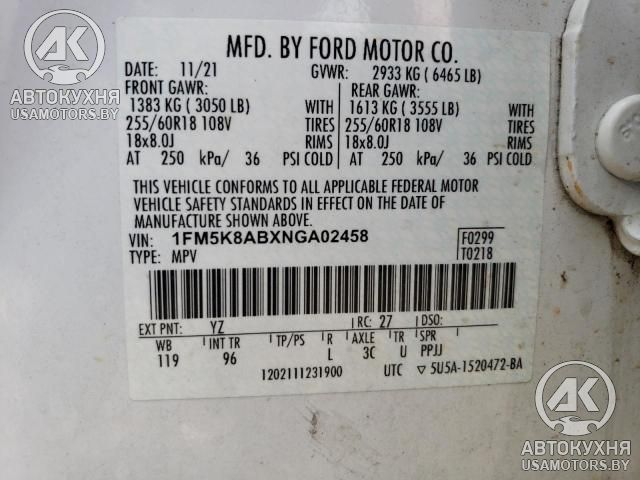 MFD. BY FORD MOTOR CO.
DATE: 11/21 GVWR: 2933 KG ( 6465 LB)
FRONT GAWR: REAR GAWR:
1383 KG ( 3050 LB) WITH 1613 KG ( 3555 LB) WITH
255/60R18 108V TIRES 255/60R18 108V TIRES
18x8.0J RIMS 18x8.0J RIMS
AT 250 kPa/ 36 PSI COLD AT 250 kPa/ 36 PSI COLD
THIS VEHICLE CONFORMS TO ALL APPLICABLE FEDERAL MOTOR
VEHICLE SAFETY STANDARDS IN EFFECT ON THE DATE OF
MANUFACTURE SHOWN ABOVE.
VIN: 1FM5K8ABXNGA02458 F0299
TYPE: MPV T0218
EXT PNT: YZ RC: 27 DSO:
WB INT TR TP/PS R AXLE TR SPR
119 96 L 3C U PPJJ
1202111231900 UTC ▽ 5U5A-1520472-BA
АК
АВТОКУХНЯ
USAMOTORS.BY
АК
АВТОКУХНЯ
USAMOTORS.BY